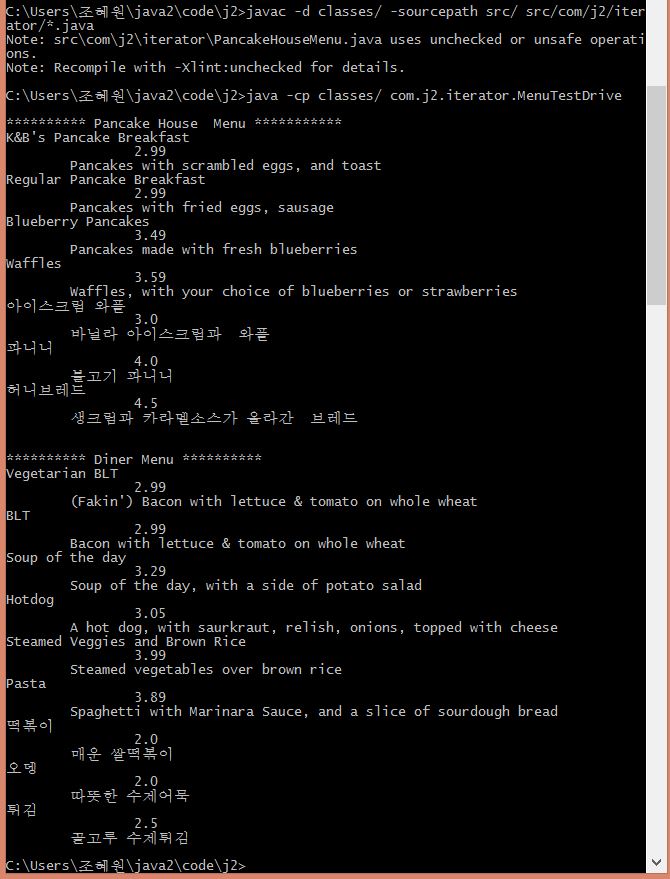 C:\Users\조혜원\java2\code\j2>javac -d classes/ -sourcepath src/ src/com/j2/iter
ator/*.java
Note: src\com\j2\iterator\PancakeHouseMenu.java uses unchecked or unsafe operati
ons.
Note: Recompile with -Xlint:unchecked for details.
C:\Users\조혜원\java2\code\j2>java -cp classes/ com.j2.iterator.MenuTestDrive
********** Pancake House  Menu ***********
K&B's Pancake Breakfast
2.99
Pancakes with scrambled eggs, and toast
Regular Pancake Breakfast
2.99
Pancakes with fried eggs, sausage
Blueberry Pancakes
3.49
Pancakes made with fresh blueberries
Waffles
3.59
Waffles, with your choice of blueberries or strawberries
아이스크림 와플
3.0
바닐라 아이스크림과  와플
파니니
4.0
불고기 파니니
허니브레드
4.5
생크림과 카라멜소스가 올라간  브레드
********** Diner Menu **********
Vegetarian BLT
2.99
(Fakin') Bacon with lettuce & tomato on whole wheat
BLT
2.99
Bacon with lettuce & tomato on whole wheat
Soup of the day
3.29
Soup of the day, with a side of potato salad
Hotdog
3.05
A hot dog, with saurkraut, relish, onions, topped with cheese
Steamed Veggies and Brown Rice
3.99
Steamed vegetables over brown rice
Pasta
3.89
Spaghetti with Marinara Sauce, and a slice of sourdough bread
떡볶이
2.0
매운 쌀떡볶이
오뎅
2.0
따뜻한 수제어묵
튀김
2.5
골고루 수제튀김
C:\Users\조혜원\java2\code\j2>